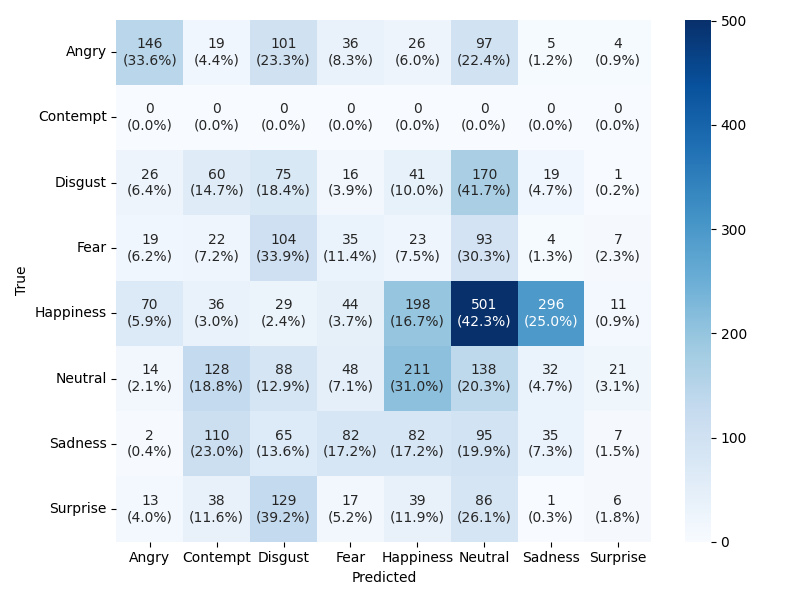 Angry 146 19 101 36 26 97 5 4
(33.6%) (4.4%) (23.3%) (8.3%) (6.0%) (22.4%) (1.2%) (0.9%)
Contempt 0 0 0 0 0 0 0 0
(0.0%) (0.0%) (0.0%) (0.0%) (0.0%) (0.0%) (0.0%) (0.0%)
Disgust 26 60 75 16 41 170 19 1
(6.4%) (14.7%) (18.4%) (3.9%) (10.0%) (41.7%) (4.7%) (0.2%)
Fear 19 22 104 35 23 93 4 7
(6.2%) (7.2%) (33.9%) (11.4%) (7.5%) (30.3%) (1.3%) (2.3%)
Happiness 70 36 29 44 198 501 296 11
(5.9%) (3.0%) (2.4%) (3.7%) (16.7%) (42.3%) (25.0%) (0.9%)
Neutral 14 128 88 48 211 138 32 21
(2.1%) (18.8%) (12.9%) (7.1%) (31.0%) (20.3%) (4.7%) (3.1%)
Sadness 2 110 65 82 82 95 35 7
(0.4%) (23.0%) (13.6%) (17.2%) (17.2%) (19.9%) (7.3%) (1.5%)
Surprise 13 38 129 17 39 86 1 6
(4.0%) (11.6%) (39.2%) (5.2%) (11.9%) (26.1%) (0.3%) (1.8%)
Angry Contempt Disgust Fear Happiness Neutral Sadness Surprise
Predicted
True
500
400
300
200
100
0